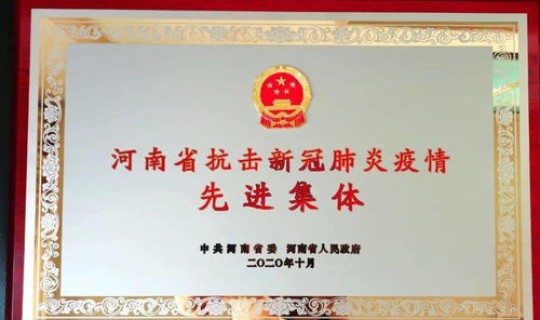 河南省抗击新冠肺炎疫情
先进集体
中共河南省委 河南省人民政府
二〇二〇年十月